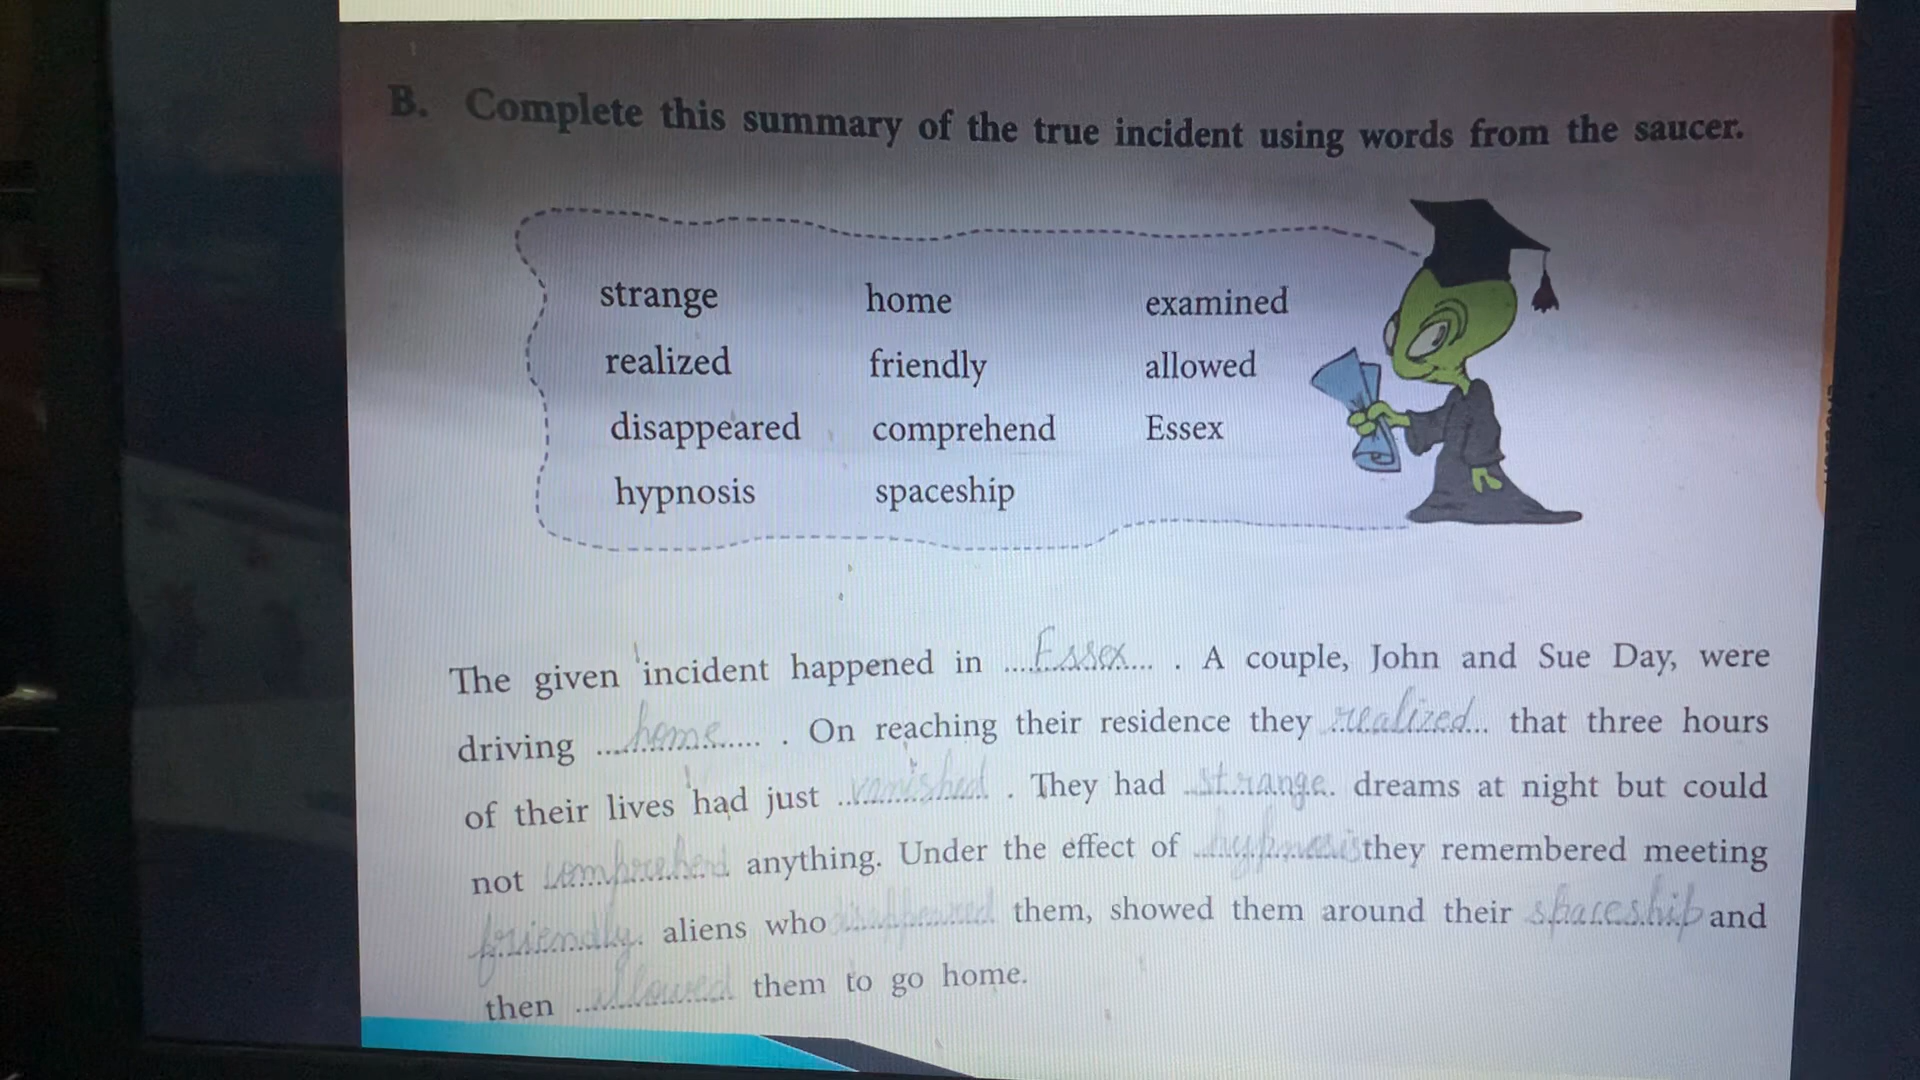 B. Complete this summary of the true incident using words from the saucer.
strange home examined
realized friendly allowed
disappeared comprehend Essex
hypnosis spaceship
The given incident happened in Essex. A couple, John and Sue Day, were
driving home. On reaching their residence they realized that three hours
of their lives had just vanished. They had strange dreams at night but could
not comprehend anything. Under the effect of hypnosis they remembered meeting
friendly aliens who disappeared them, showed them around their spaceship and
then allowed them to go home.